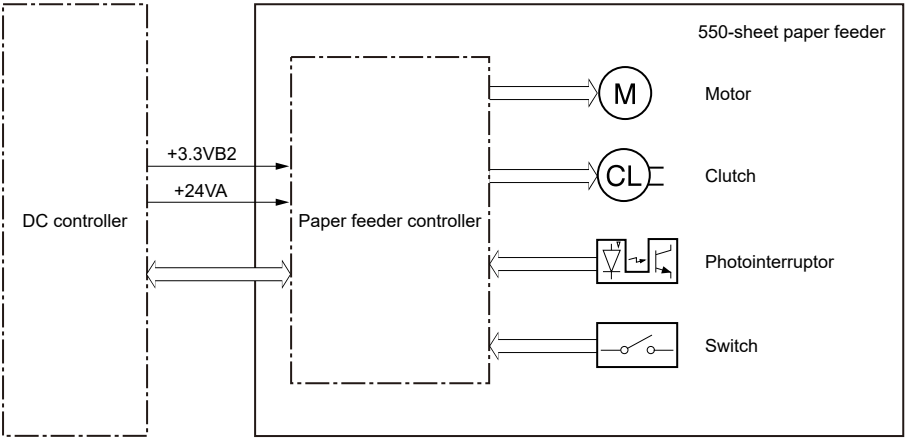 550-sheet paper feeder
M
Motor
+3.3VB2
CL
Clutch
+24VA
DC controller
Paper feeder controller
Photointerruptor
Switch